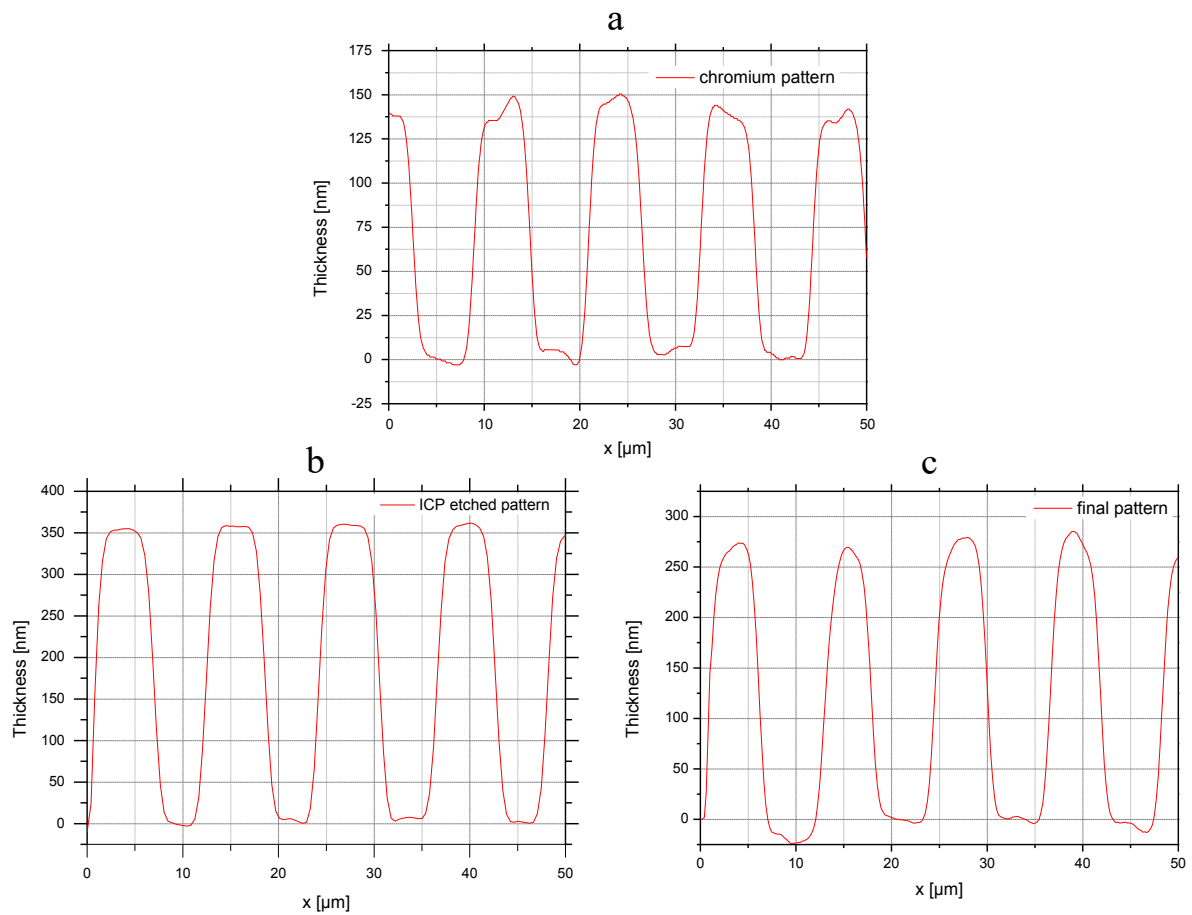 a
175
150
125
100
75
50
25
0
-25
Thickness [nm]
chromium pattern
0 10 20 30 40 50
x [µm]
b
400
350
300
250
200
150
100
50
0
Thickness [nm]
ICP etched pattern
0 10 20 30 40 50
x [µm]
c
300
250
200
150
100
50
0
Thickness [nm]
final pattern
0 10 20 30 40 50
x [µm]